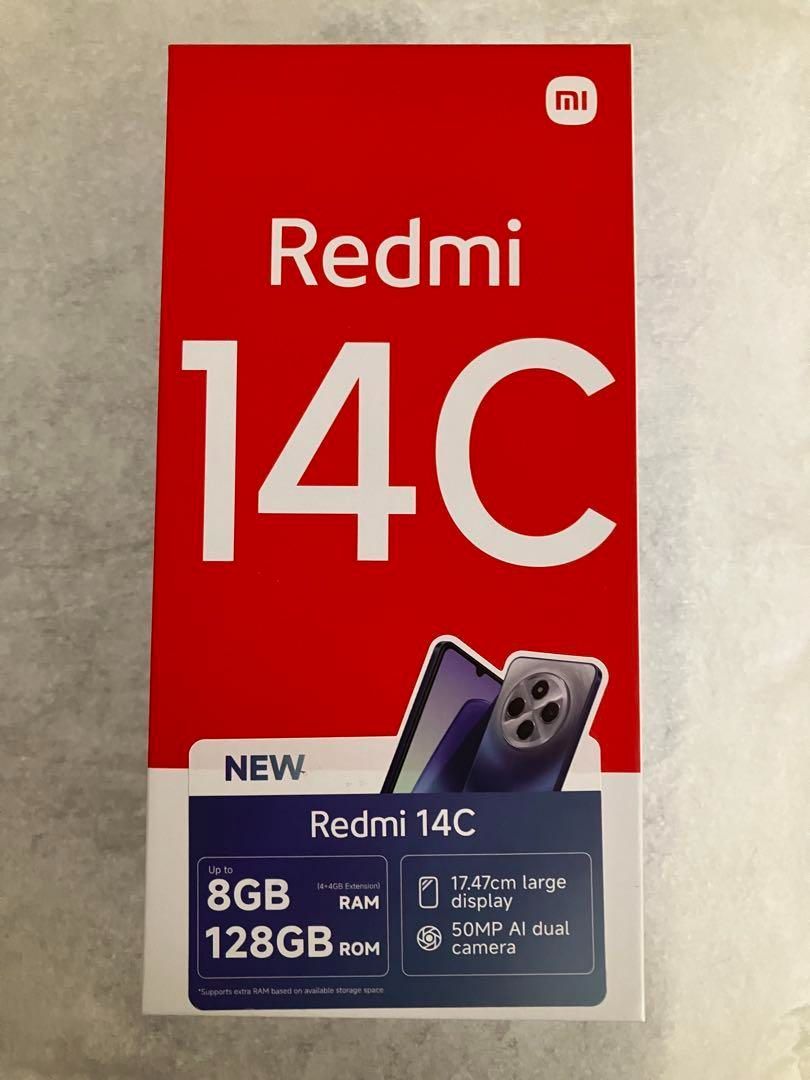 mi
Redmi
14C
NEW
Redmi 14C
Up to
8GB (4+4GB Extension) RAM
128GB ROM
17.47cm large
display
50MP AI dual
camera
*Supports extra RAM based on available storage space